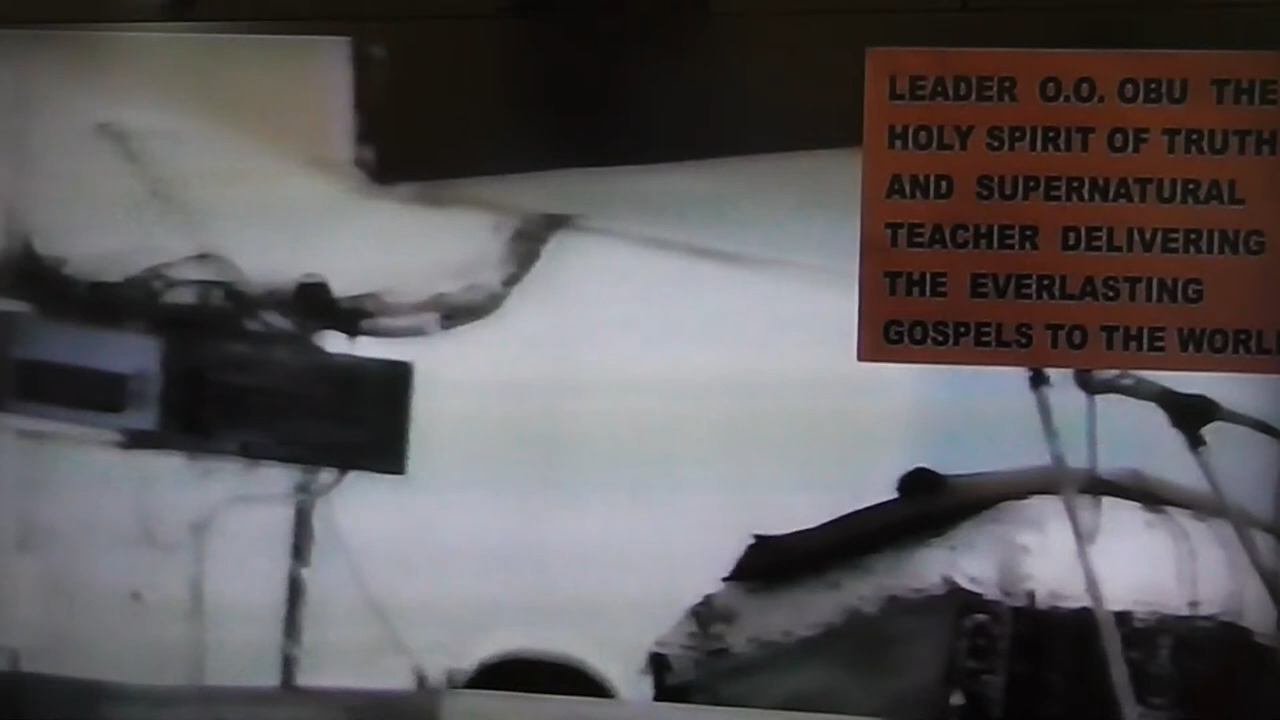 LEADER O.O. OBU THE
HOLY SPIRIT OF TRUTH
AND SUPERNATURAL
TEACHER DELIVERING
THE EVERLASTING
GOSPELS TO THE WORL